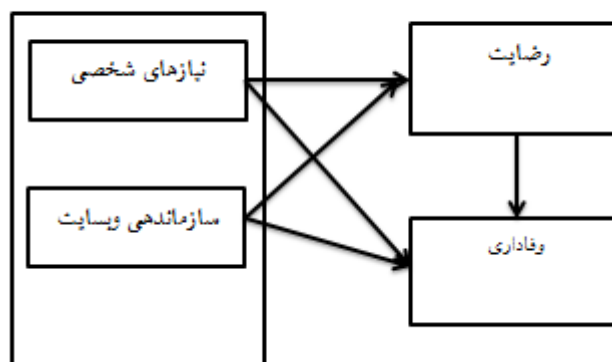 نیازهای شخصی
رضایت
سازماندهی وبسایت
وفاداری